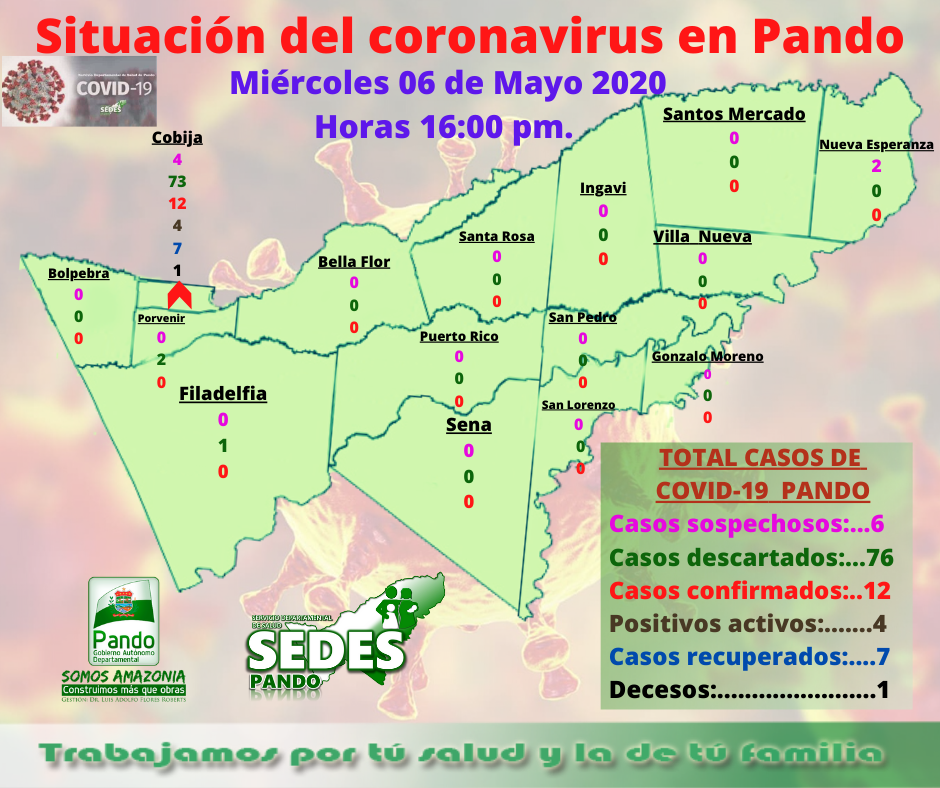 Situación del coronavirus en Pando
Miércoles 06 de Mayo 2020
Horas 16:00 pm.
Servicio Departamental de Salud de Pando
COVID-19
SEDES
Cobija
4
73
12
4
7
1
Santos Mercado
0
0
0
Nueva Esperanza
2
0
0
Ingavi
0
0
0
Santa Rosa
0
0
0
Villa Nueva
0
0
0
Bella Flor
0
0
0
Bolpebra
0
0
0
Porvenir
0
2
0
Puerto Rico
0
0
0
San Pedro
0
0
0
Gonzalo Moreno
0
0
0
Filadelfia
0
1
0
San Lorenzo
0
0
0
Sena
0
0
0
TOTAL CASOS DE
COVID-19 PANDO
Casos sospechosos:...6
Casos descartados:...76
Casos confirmados:..12
Positivos activos:.......4
Casos recuperados:....7
Decesos:.......................1
Pando
Gobierno Autónomo
Departamental
SOMOS AMAZONIA
Construimos más que obras
GESTIÓN: DR. LUIS ADOLFO FLORES ROBERTS
SERVICIO DEPARTAMENTAL
DE SALUD
SEDES
PANDO
Trabajamos por tú salud y la de tú familia